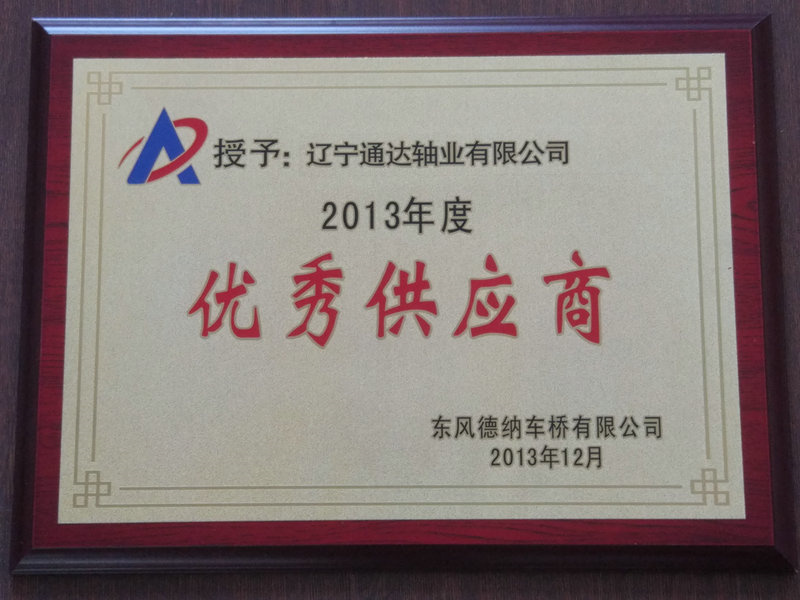 授予：辽宁通达轴业有限公司
2013年度
优秀供应商
东风德纳车桥有限公司
2013年12月